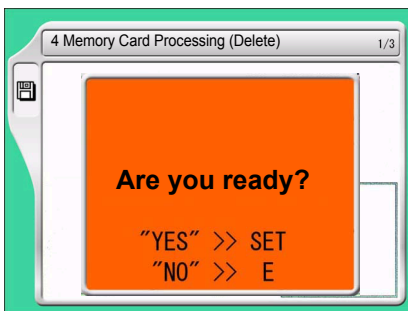 4 Memory Card Processing (Delete)
1/3
Are you ready?
"YES" >> SET
"NO" >> E